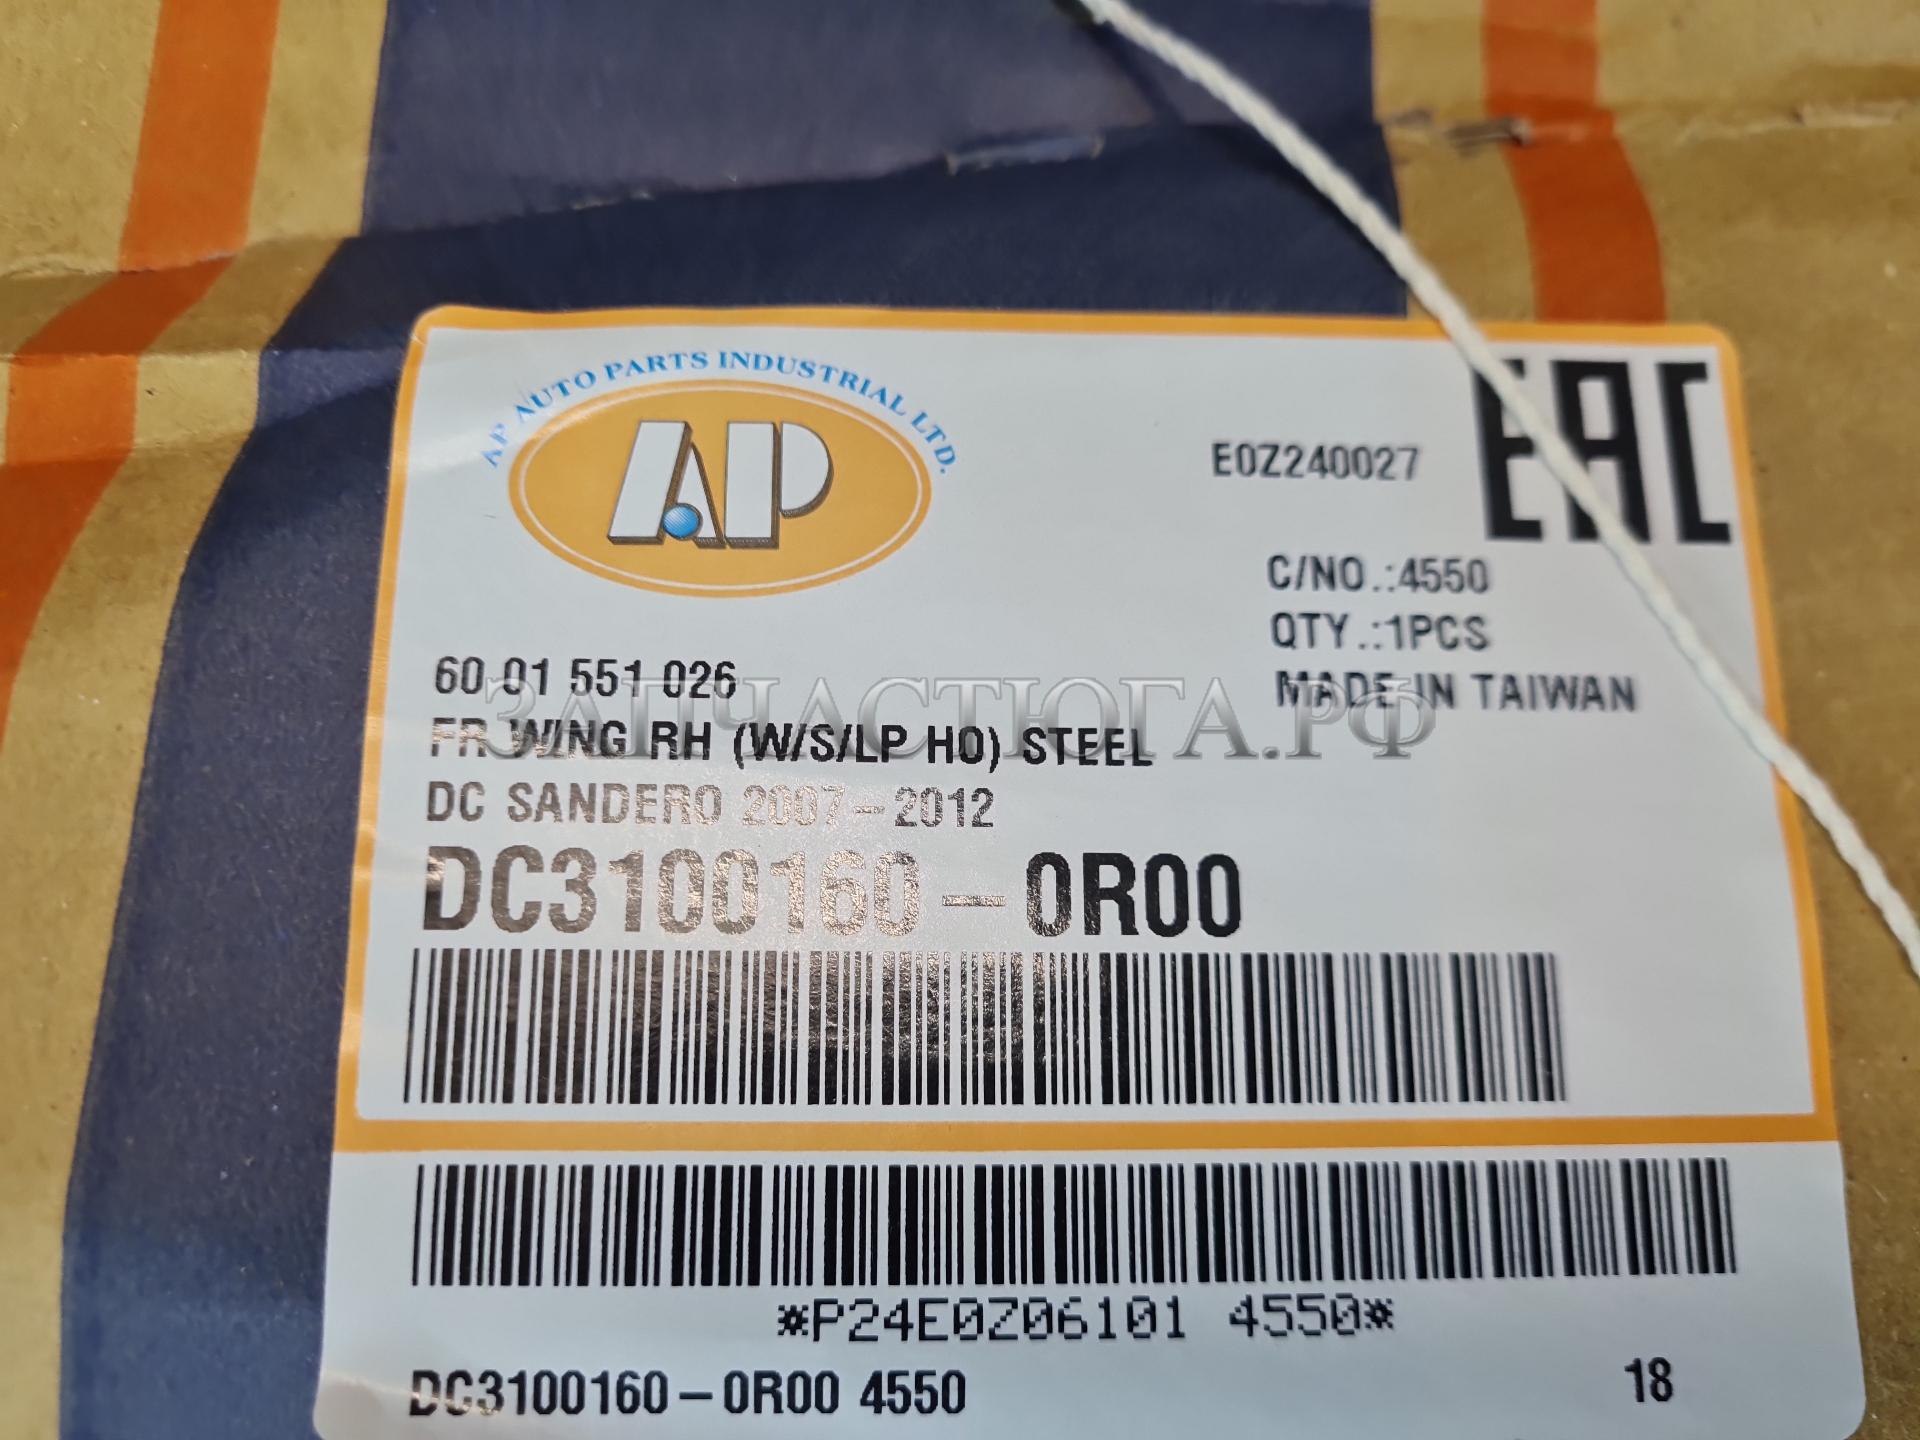 AP AUTO PARTS INDUSTRIAL LTD.
AP
EAC
E0Z240027
C/NO.:4550
QTY.:1PCS
MADE IN TAIWAN
60 01 551 026
ЗАПЧАСТЮГА.РФ
FR WING RH (W/S/LP HO) STEEL
DC SANDERO 2007-2012
DC3100160-0R00
*P24E0Z06101 4550*
DC3100160-0R00 4550
18